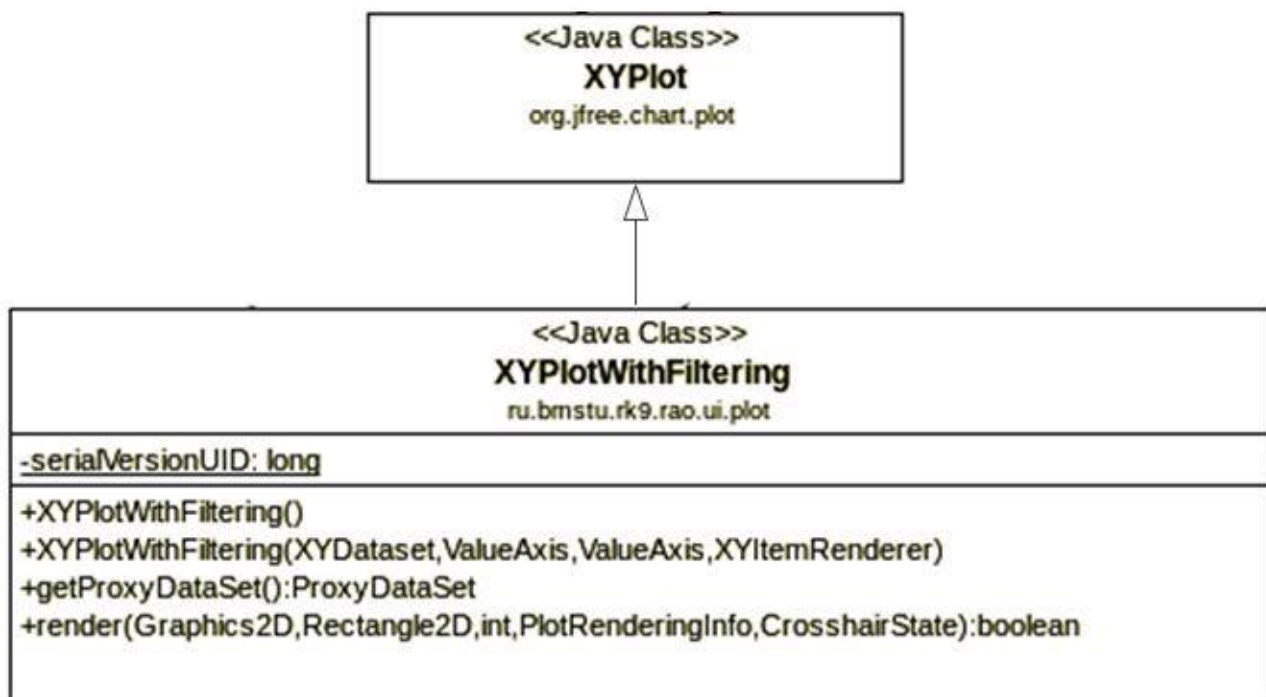 <<Java Class>>
XYPlot
org.jfree.chart.plot
<<Java Class>>
XYPlotWithFiltering
ru.bmstu.rk9.rao.ui.plot
-serialVersionUID: long
+XYPlotWithFiltering()
+XYPlotWithFiltering(XYDataset,ValueAxis,ValueAxis,XYItemRenderer)
+getProxyDataSet():ProxyDataSet
+render(Graphics2D,Rectangle2D,int,PlotRenderingInfo,CrosshairState):boolean